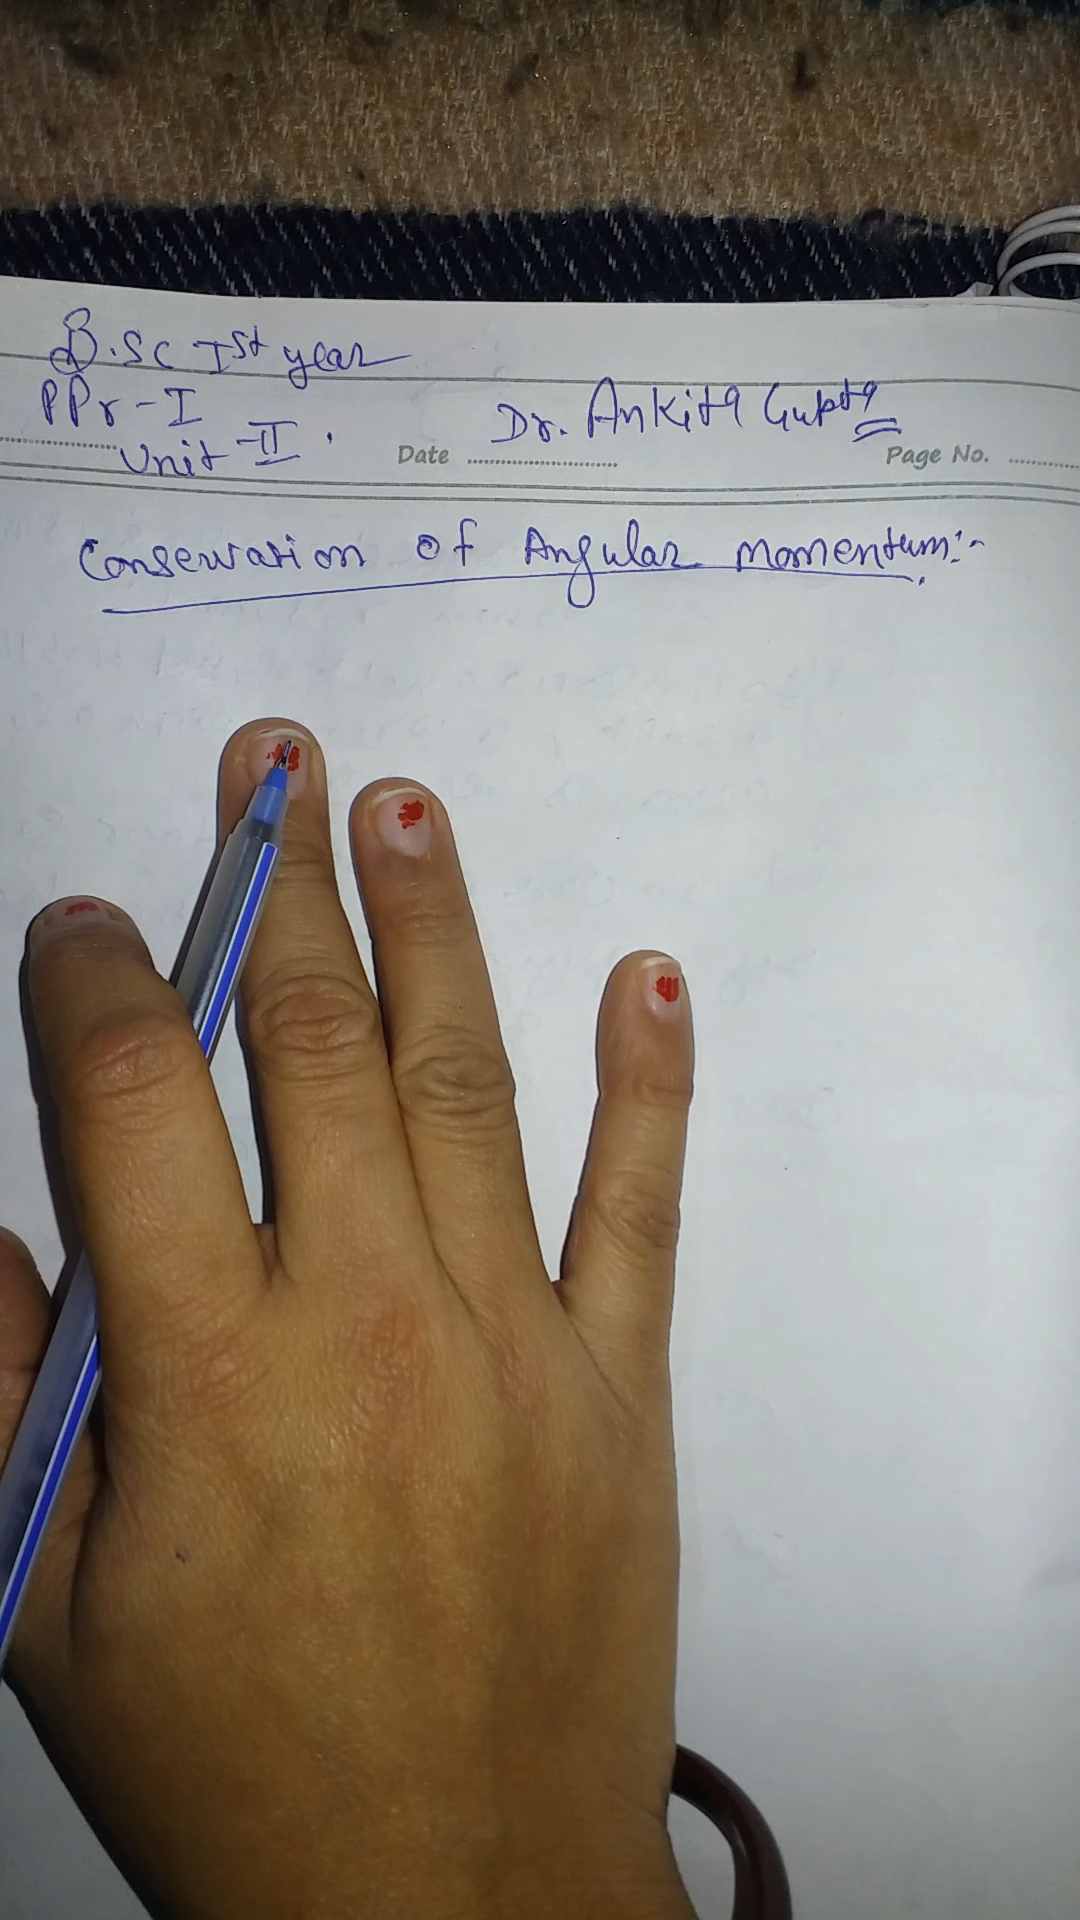 B.Sc Ist year
PPr-I
Unit-II.
Dr. Ankita Gupta
Date
Page No.
Conservation of Angular momentum:-